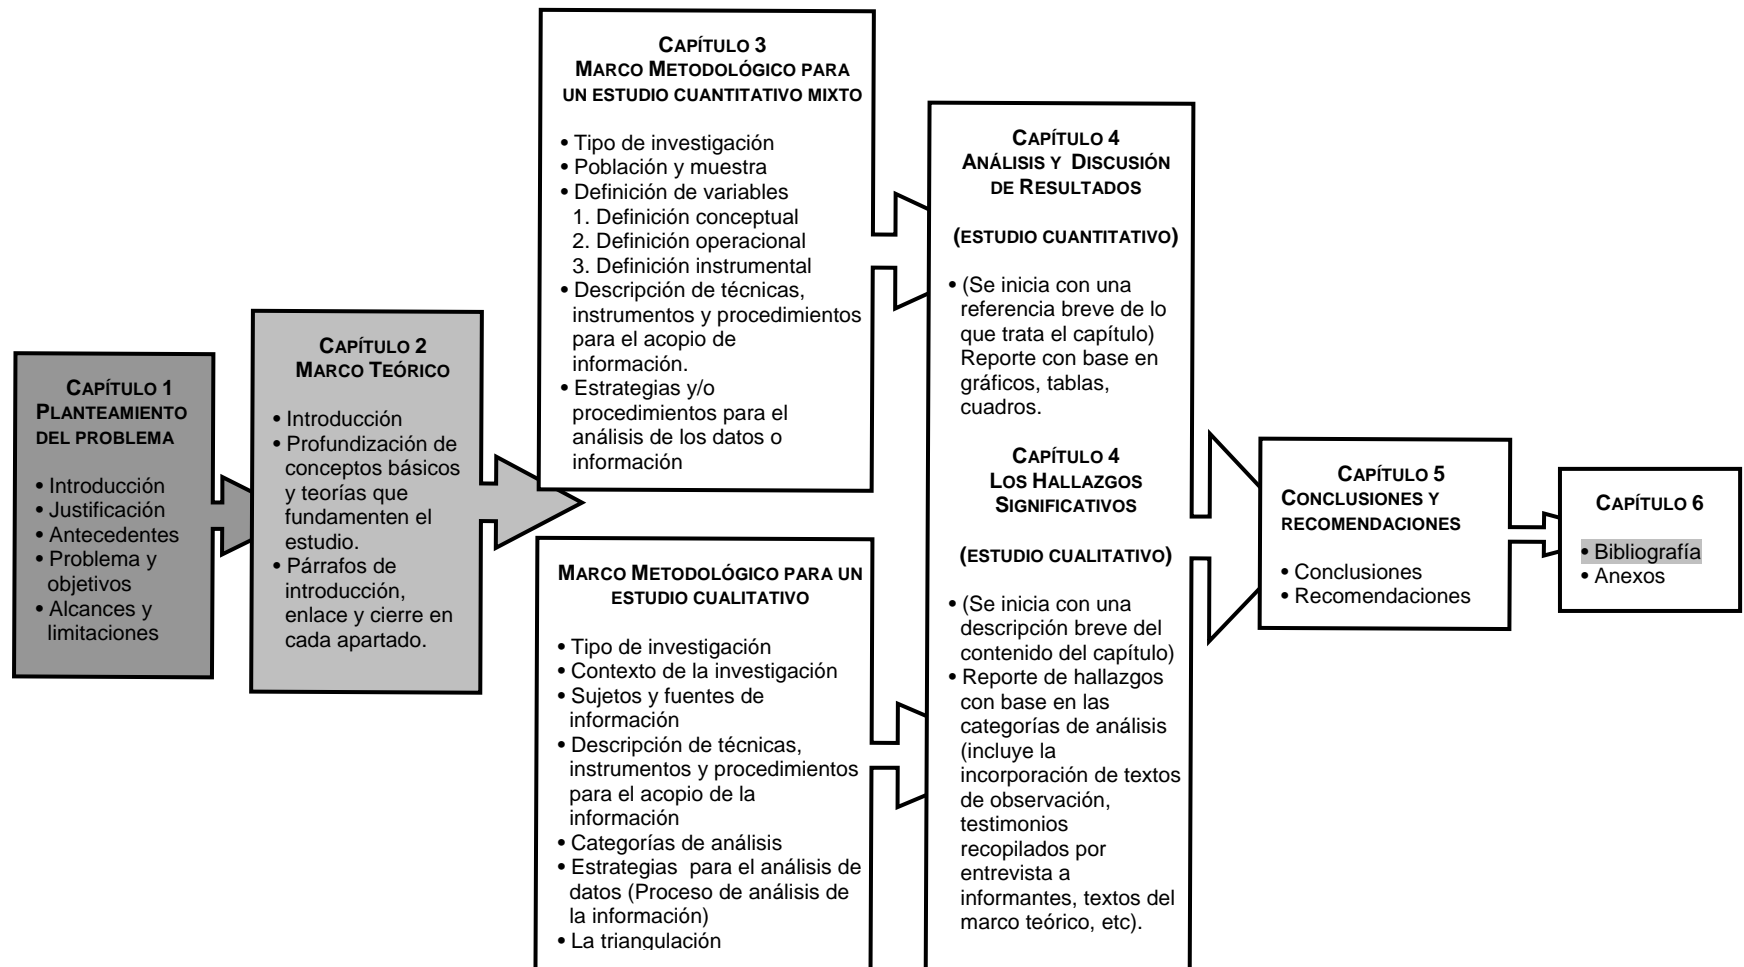 CAPÍTULO 1
PLANTEAMIENTO
DEL PROBLEMA
• Introducción
• Justificación
• Antecedentes
• Problema y
objetivos
• Alcances y
limitaciones
CAPÍTULO 2
MARCO TEÓRICO
• Introducción
• Profundización de
conceptos básicos
y teorías que
fundamenten el
estudio.
• Párrafos de
introducción,
enlace y cierre en
cada apartado.
CAPÍTULO 3
MARCO METODOLÓGICO PARA
UN ESTUDIO CUANTITATIVO MIXTO
• Tipo de investigación
• Población y muestra
• Definición de variables
1. Definición conceptual
2. Definición operacional
3. Definición instrumental
• Descripción de técnicas,
instrumentos y procedimientos
para el acopio de
información.
• Estrategias y/o
procedimientos para el
análisis de los datos o
información
MARCO METODOLÓGICO PARA UN
ESTUDIO CUALITATIVO
• Tipo de investigación
• Contexto de la investigación
• Sujetos y fuentes de
información
• Descripción de técnicas,
instrumentos y procedimientos
para el acopio de la
información
• Categorías de análisis
• Estrategias para el análisis de
datos (Proceso de análisis de
la información)
• La triangulación
CAPÍTULO 4
ANÁLISIS Y DISCUSIÓN
DE RESULTADOS
(ESTUDIO CUANTITATIVO)
• (Se inicia con una
referencia breve de lo
que trata el capítulo)
Reporte con base en
gráficos, tablas,
cuadros.
CAPÍTULO 4
LOS HALLAZGOS
SIGNIFICATIVOS
(ESTUDIO CUALITATIVO)
• (Se inicia con una
descripción breve del
contenido del capítulo)
• Reporte de hallazgos
con base en las
categorías de análisis
(incluye la
incorporación de textos
de observación,
testimonios
recopilados por
entrevista a
informantes, textos del
marco teórico, etc).
CAPÍTULO 5
CONCLUSIONES Y
RECOMENDACIONES
• Conclusiones
• Recomendaciones
CAPÍTULO 6
• Bibliografía
• Anexos